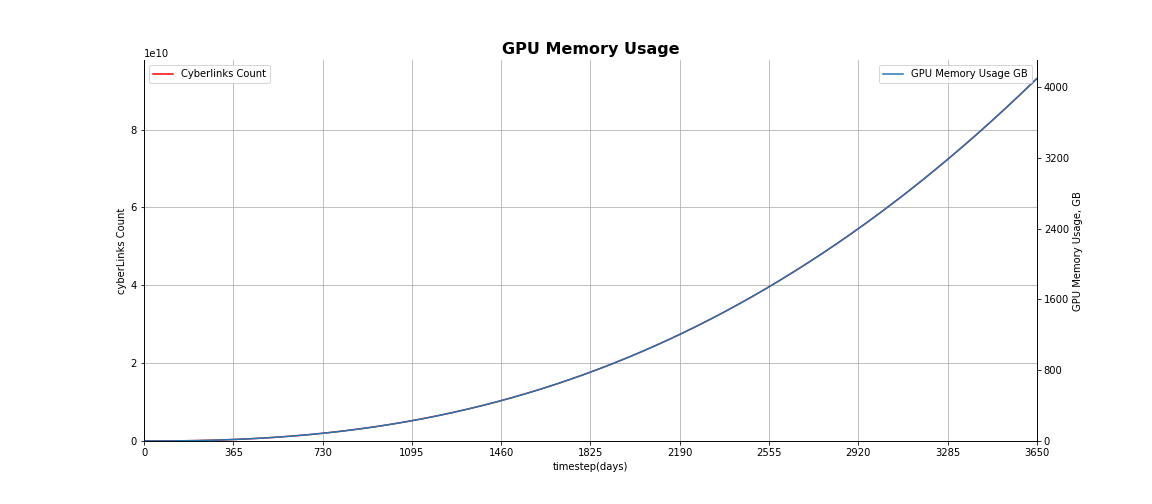 GPU Memory Usage
1e10
Cyberlinks Count
GPU Memory Usage GB
8
6
4
2
0
cyberLinks Count
4000
3200
2400
1600
800
0
GPU Memory Usage, GB
0 365 730 1095 1460 1825 2190 2555 2920 3285 3650
timestep(days)